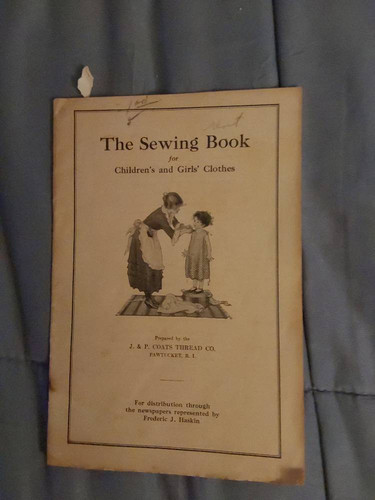 The Sewing Book
for
Children's and Girls' Clothes
Prepared by the
J. & P. COATS THREAD CO.
PAWTUCKET, R. I.
For distribution through
the newspapers represented by
Frederic J. Haskin